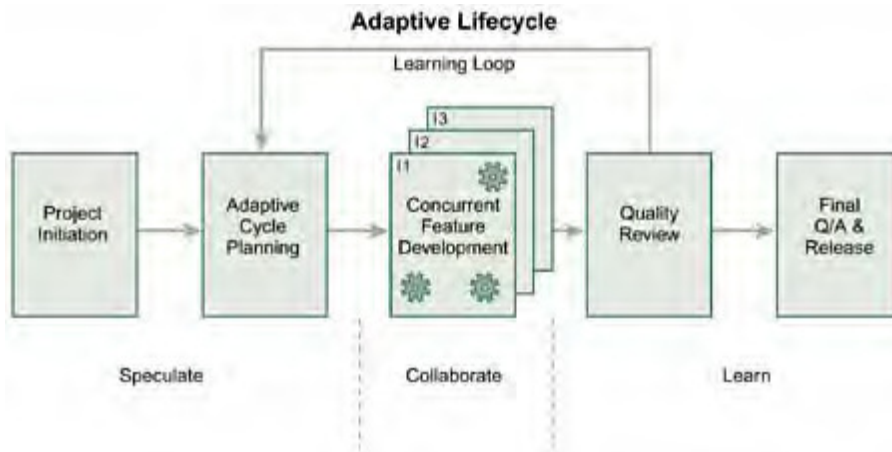 Adaptive Lifecycle
Learning Loop
I3
I2
I1
Project
Initiation
Adaptive
Cycle
Planning
Concurrent
Feature
Development
Quality
Review
Final
Q/A &
Release
Speculate
Collaborate
Learn